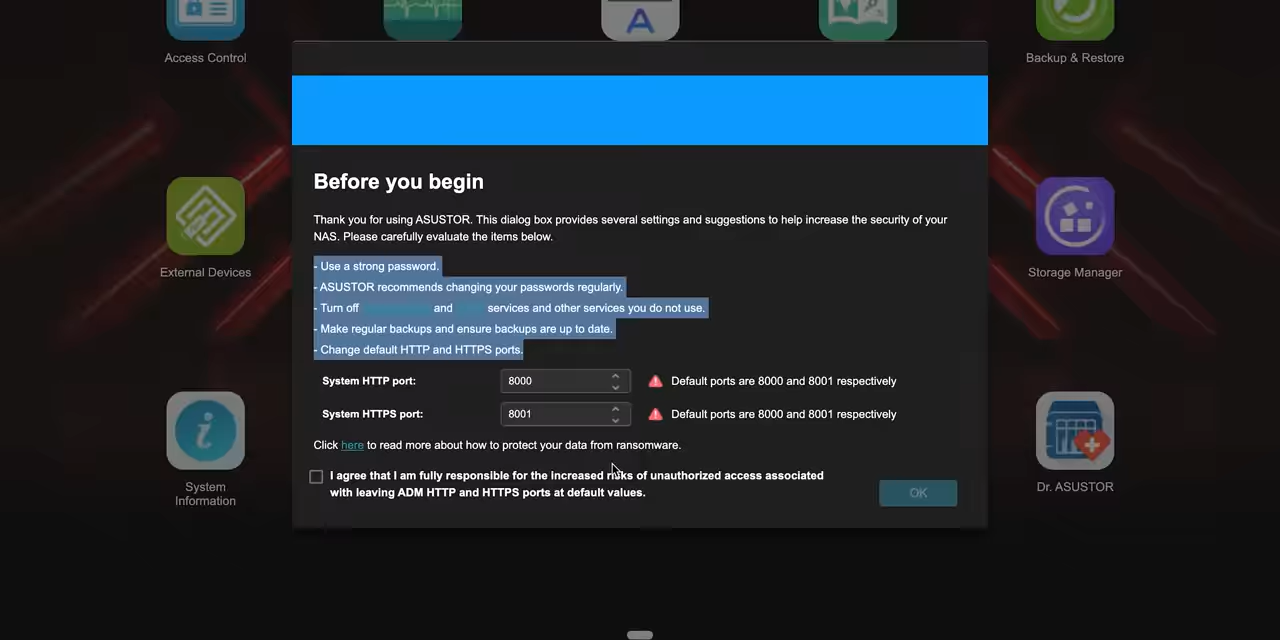 A
Access Control
Backup & Restore
Before you begin
Thank you for using ASUSTOR. This dialog box provides several settings and suggestions to help increase the security of your
NAS. Please carefully evaluate the items below.
- Use a strong password.
- ASUSTOR recommends changing your passwords regularly.
- Turn off and services and other services you do not use.
- Make regular backups and ensure backups are up to date.
- Change default HTTP and HTTPS ports.
System HTTP port: 8000 Default ports are 8000 and 8001 respectively
System HTTPS port: 8001 Default ports are 8000 and 8001 respectively
Click here to read more about how to protect your data from ransomware.
I agree that I am fully responsible for the increased risks of unauthorized access associated
with leaving ADM HTTP and HTTPS ports at default values.
OK
External Devices
Storage Manager
System
Information
Dr. ASUSTOR